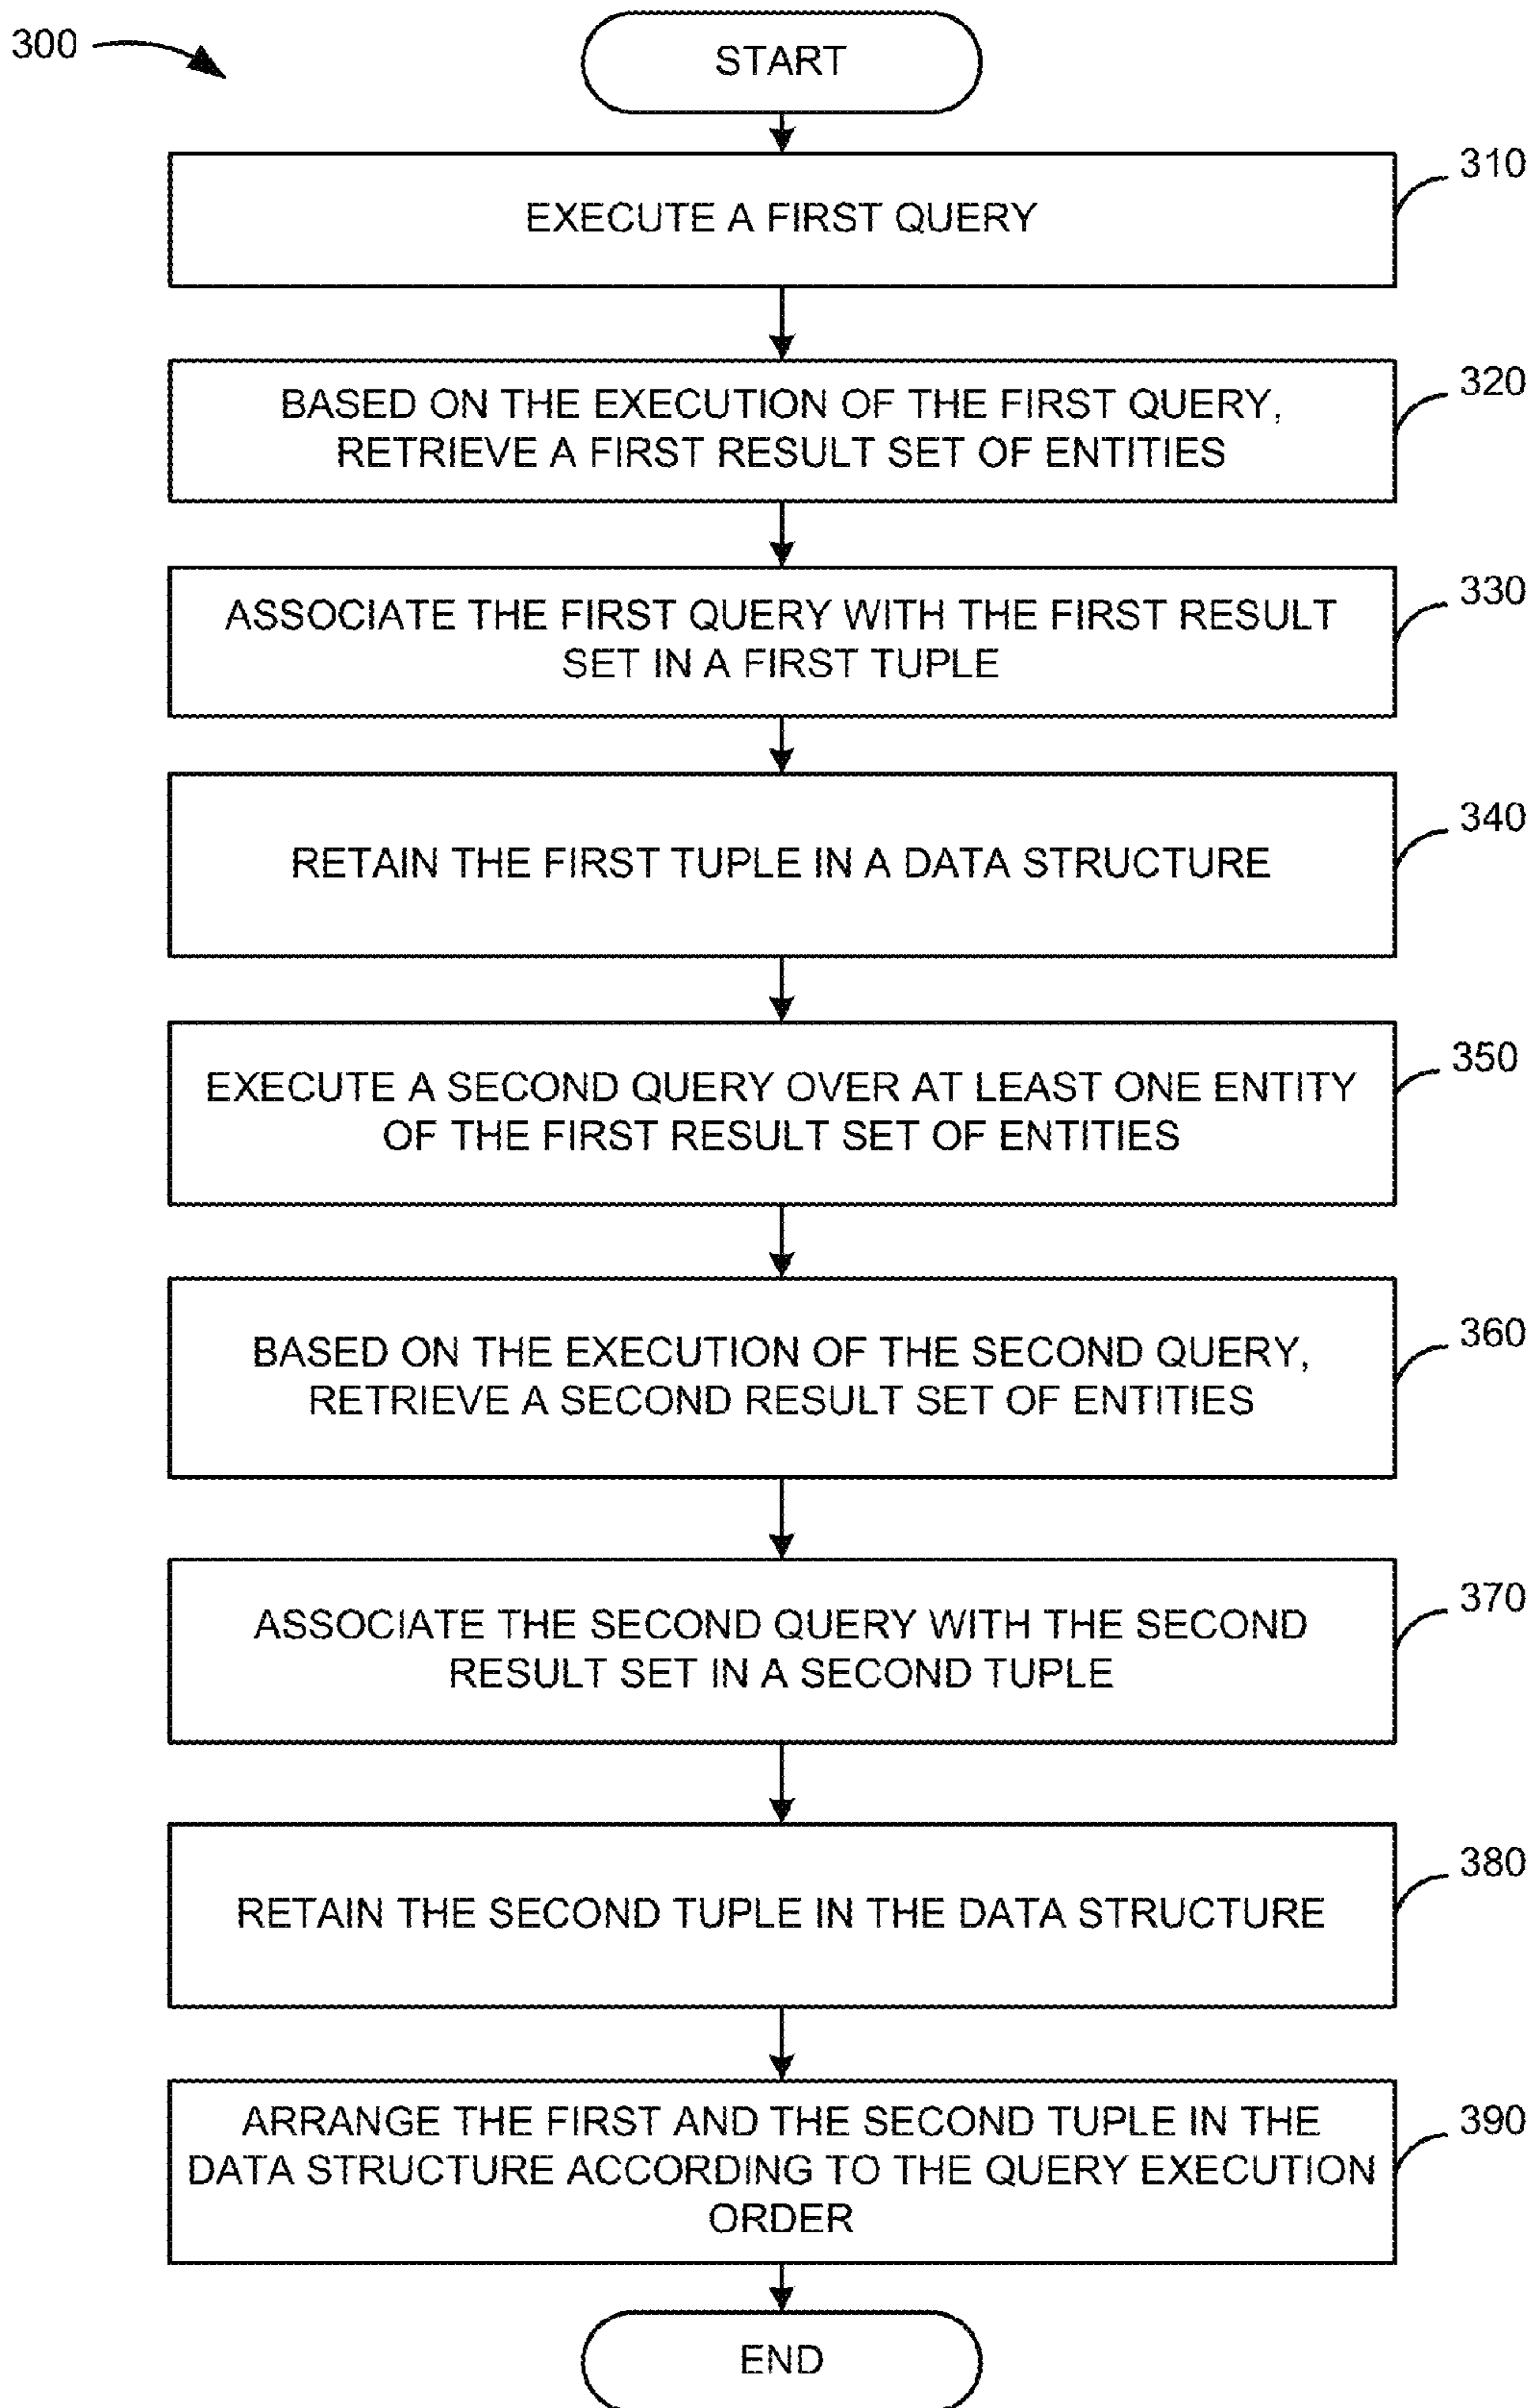 300
START
310
EXECUTE A FIRST QUERY
320
BASED ON THE EXECUTION OF THE FIRST QUERY,
RETRIEVE A FIRST RESULT SET OF ENTITIES
330
ASSOCIATE THE FIRST QUERY WITH THE FIRST RESULT
SET IN A FIRST TUPLE
340
RETAIN THE FIRST TUPLE IN A DATA STRUCTURE
350
EXECUTE A SECOND QUERY OVER AT LEAST ONE ENTITY
OF THE FIRST RESULT SET OF ENTITIES
360
BASED ON THE EXECUTION OF THE SECOND QUERY,
RETRIEVE A SECOND RESULT SET OF ENTITIES
370
ASSOCIATE THE SECOND QUERY WITH THE SECOND
RESULT SET IN A SECOND TUPLE
380
RETAIN THE SECOND TUPLE IN THE DATA STRUCTURE
390
ARRANGE THE FIRST AND THE SECOND TUPLE IN THE
DATA STRUCTURE ACCORDING TO THE QUERY EXECUTION
ORDER
END